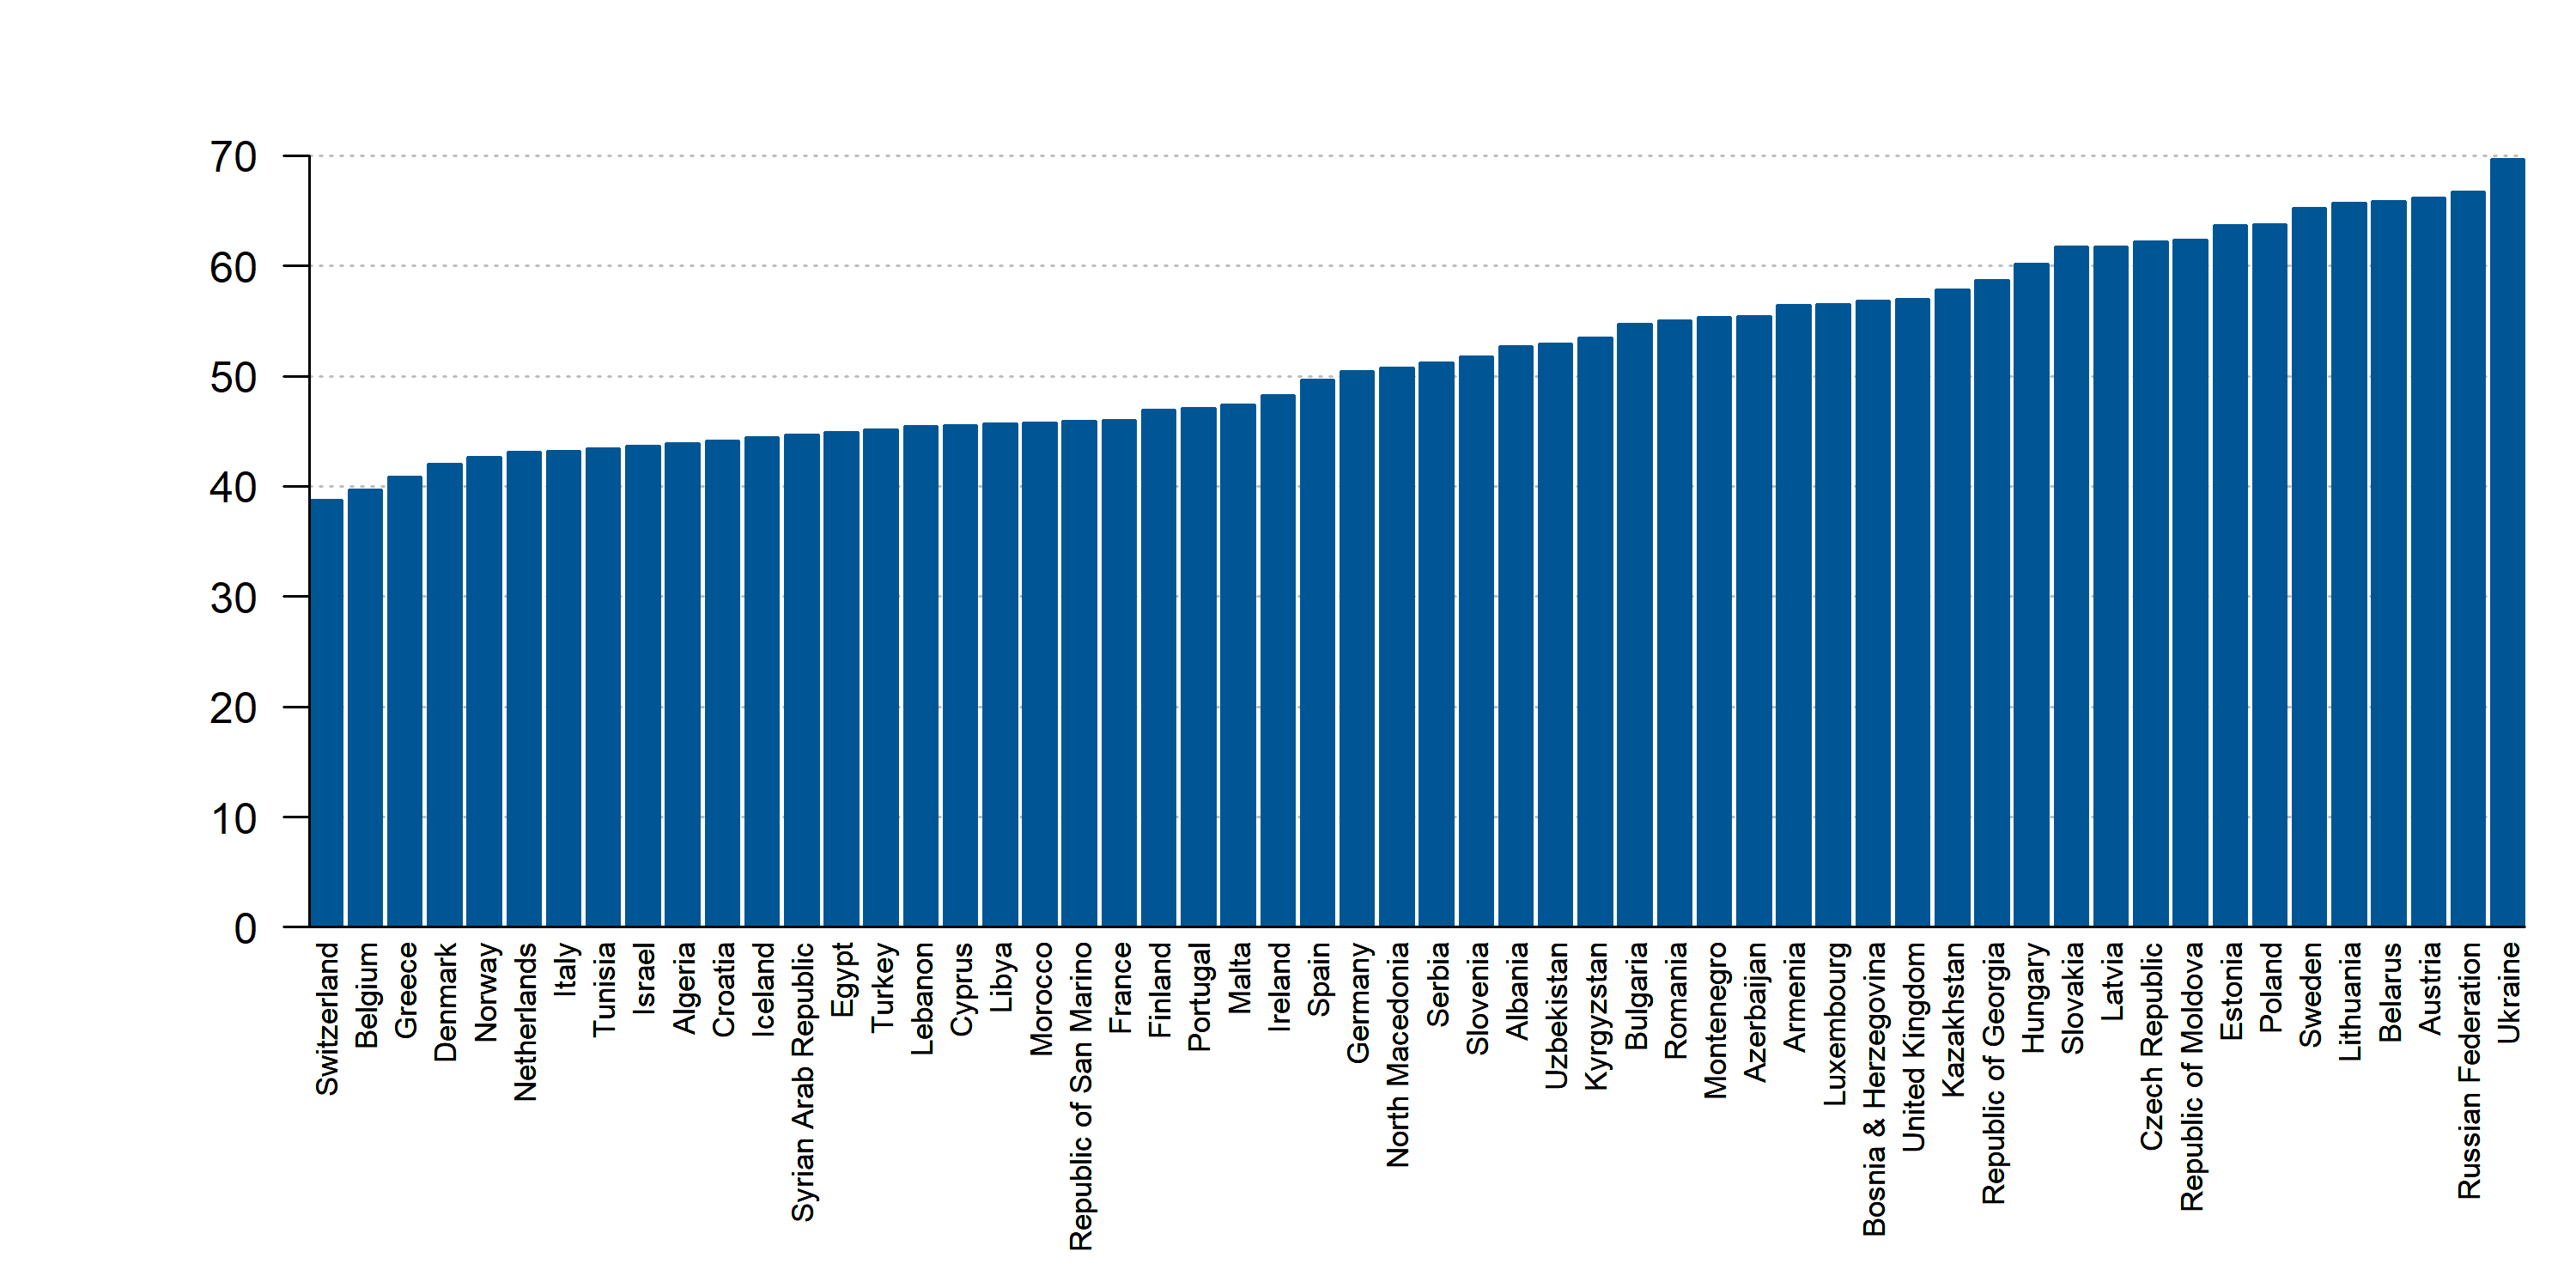 70
60
50
40
30
20
10
0
Switzerland
Belgium
Greece
Denmark
Norway
Netherlands
Italy
Tunisia
Israel
Algeria
Croatia
Iceland
Syrian Arab Republic
Egypt
Turkey
Lebanon
Cyprus
Libya
Morocco
Republic of San Marino
France
Finland
Portugal
Malta
Ireland
Spain
Germany
North Macedonia
Serbia
Slovenia
Albania
Uzbekistan
Kyrgyzstan
Bulgaria
Romania
Montenegro
Azerbaijan
Armenia
Luxembourg
Bosnia & Herzegovina
United Kingdom
Kazakhstan
Republic of Georgia
Hungary
Slovakia
Latvia
Czech Republic
Republic of Moldova
Estonia
Poland
Sweden
Lithuania
Belarus
Austria
Russian Federation
Ukraine